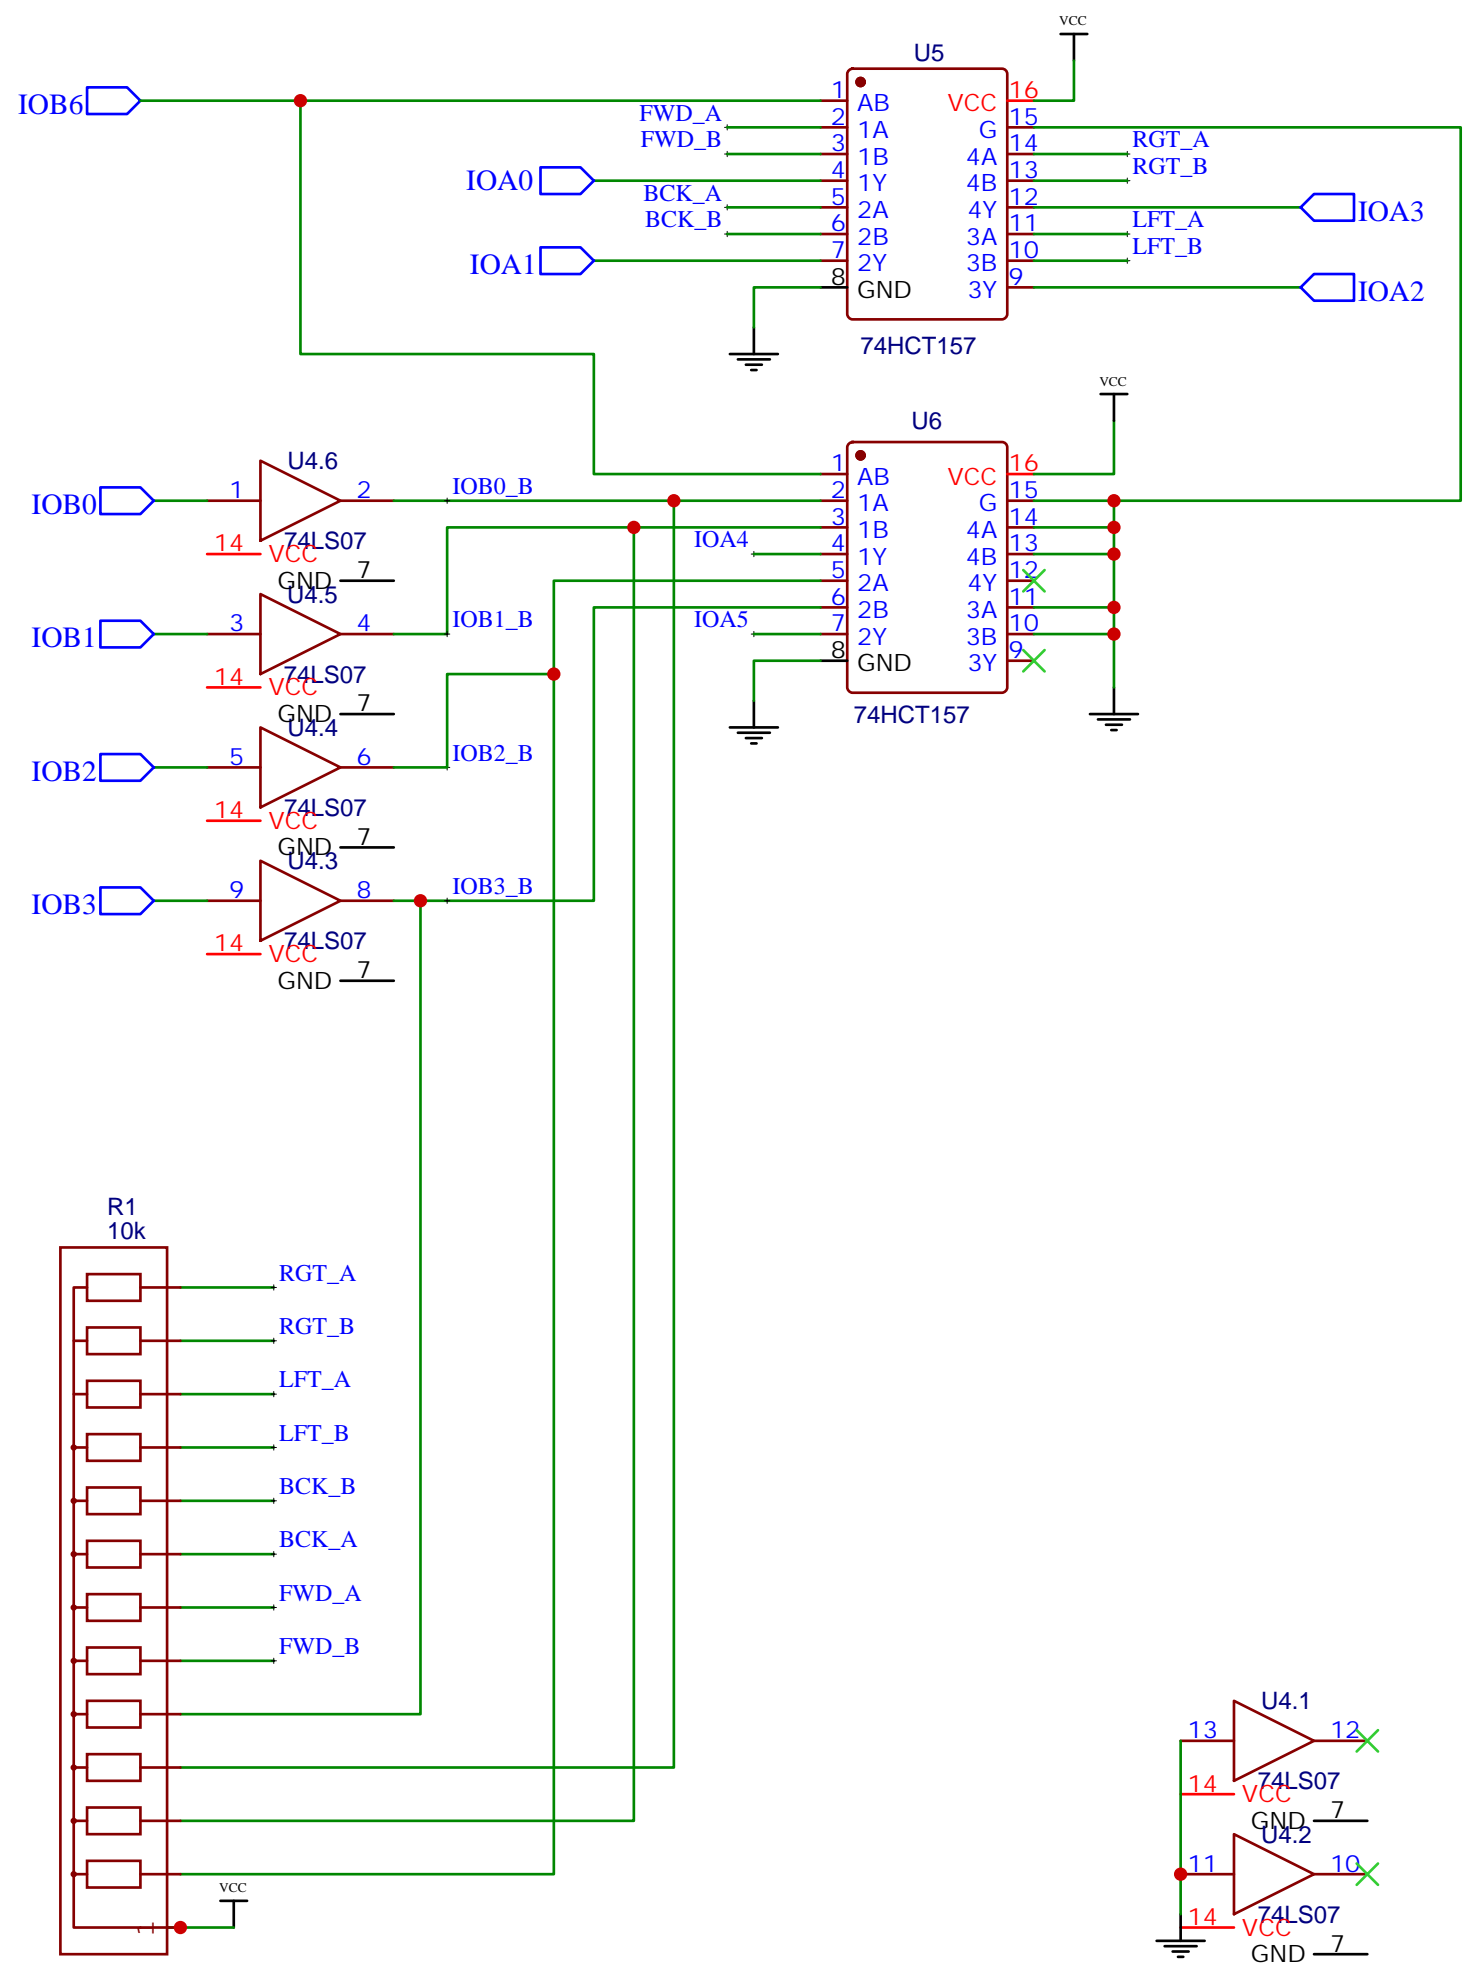 VCC
U5
IOB6
1 AB VCC 16
FWD_A 2 1A G 15
FWD_B 3 1B 4A 14 RGT_A
IOA0 4 1Y 4B 13 RGT_B
BCK_A 5 2A 4Y 12 IOA3
BCK_B 6 2B 3A 11 LFT_A
IOA1 7 2Y 3B 10 LFT_B
8 GND 3Y 9 IOA2
74HCT157
VCC
U6
1 AB VCC 16
2 1A G 15
3 1B 4A 14
IOA4 4 1Y 4B 13
5 2A 4Y 12
6 2B 3A 11
IOA5 7 2Y 3B 10
8 GND 3Y 9
74HCT157
U4.6
IOB0 1 2 IOB0_B
74LS07
14 VCC
GND 7
U4.5
IOB1 3 4 IOB1_B
74LS07
14 VCC
GND 7
U4.4
IOB2 5 6 IOB2_B
74LS07
14 VCC
GND 7
U4.3
IOB3 9 8 IOB3_B
74LS07
14 VCC
GND 7
R1
10k
RGT_A
RGT_B
LFT_A
LFT_B
BCK_B
BCK_A
FWD_A
FWD_B
VCC
1
U4.1
13 12
74LS07
14 VCC
GND 7
U4.2
11 10
74LS07
14 VCC
GND 7